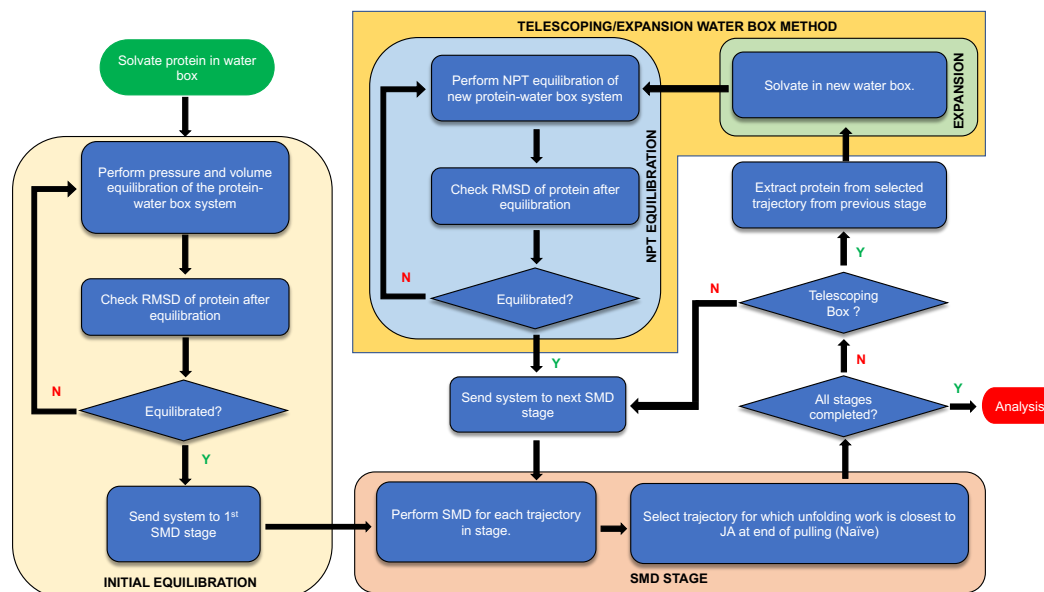 TELESCOPING/EXPANSION WATER BOX METHOD
Solvate protein in water
box
Perform NPT equilibration of
new protein-water box system
Solvate in new water box.
EXPANSION
Perform pressure and volume
equilibration of the protein-
water box system
Check RMSD of protein after
equilibration
NPT EQUILIBRATION
Extract protein from selected
trajectory from previous stage
Y
N
Equilibrated?
Telescoping
Box ?
N
Check RMSD of protein after
equilibration
Y
N
N
Equilibrated?
Send system to next SMD
stage
All stages
completed?
Y
Analysis
Y
Send system to 1st
SMD stage
Perform SMD for each trajectory
in stage.
Select trajectory for which unfolding work is closest to
JA at end of pulling (Naïve)
INITIAL EQUILIBRATION
SMD STAGE